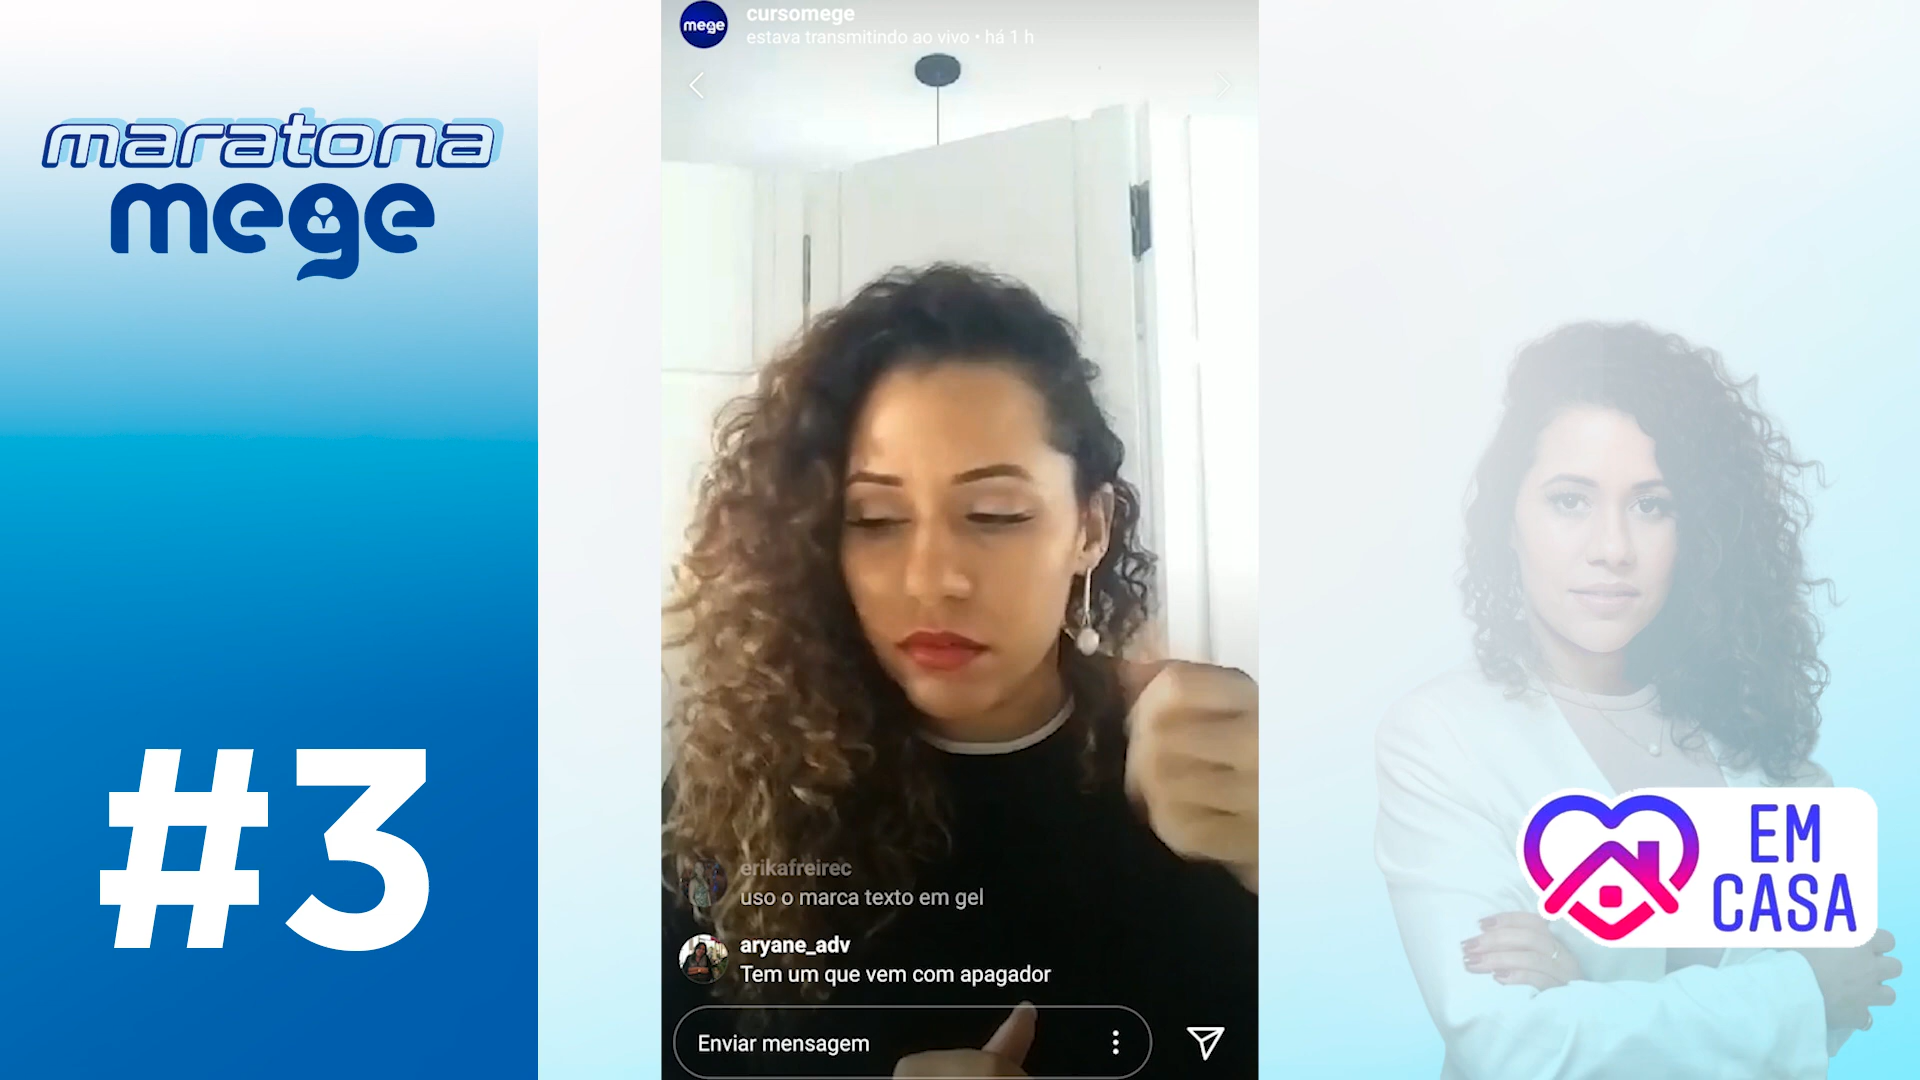 maratona
mege
#3
mege
cursomege
estava transmitindo ao vivo • há 1 h
erikafreirec
uso o marca texto em gel
aryane_adv
Tem um que vem com apagador
Enviar mensagem
EM
CASA